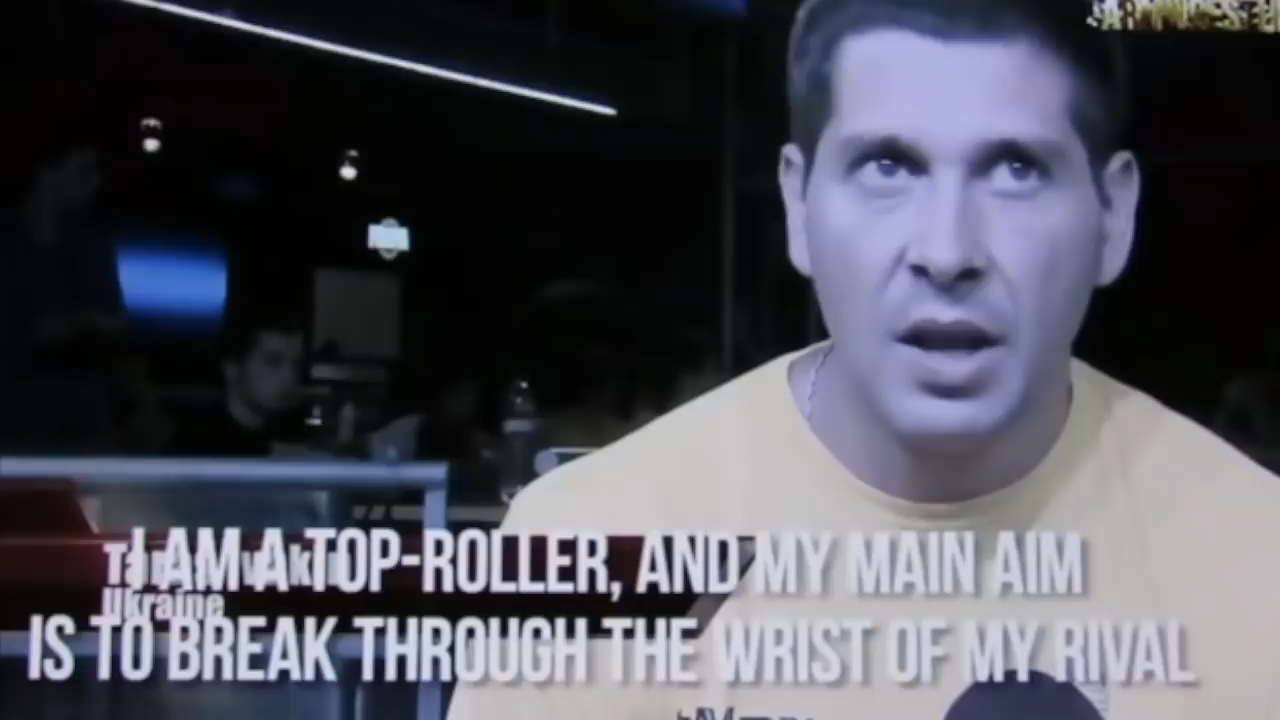 I AM A TOP-ROLLER, AND MY MAIN AIM
Ukraine
IS TO BREAK THROUGH THE WRIST OF MY RIVAL